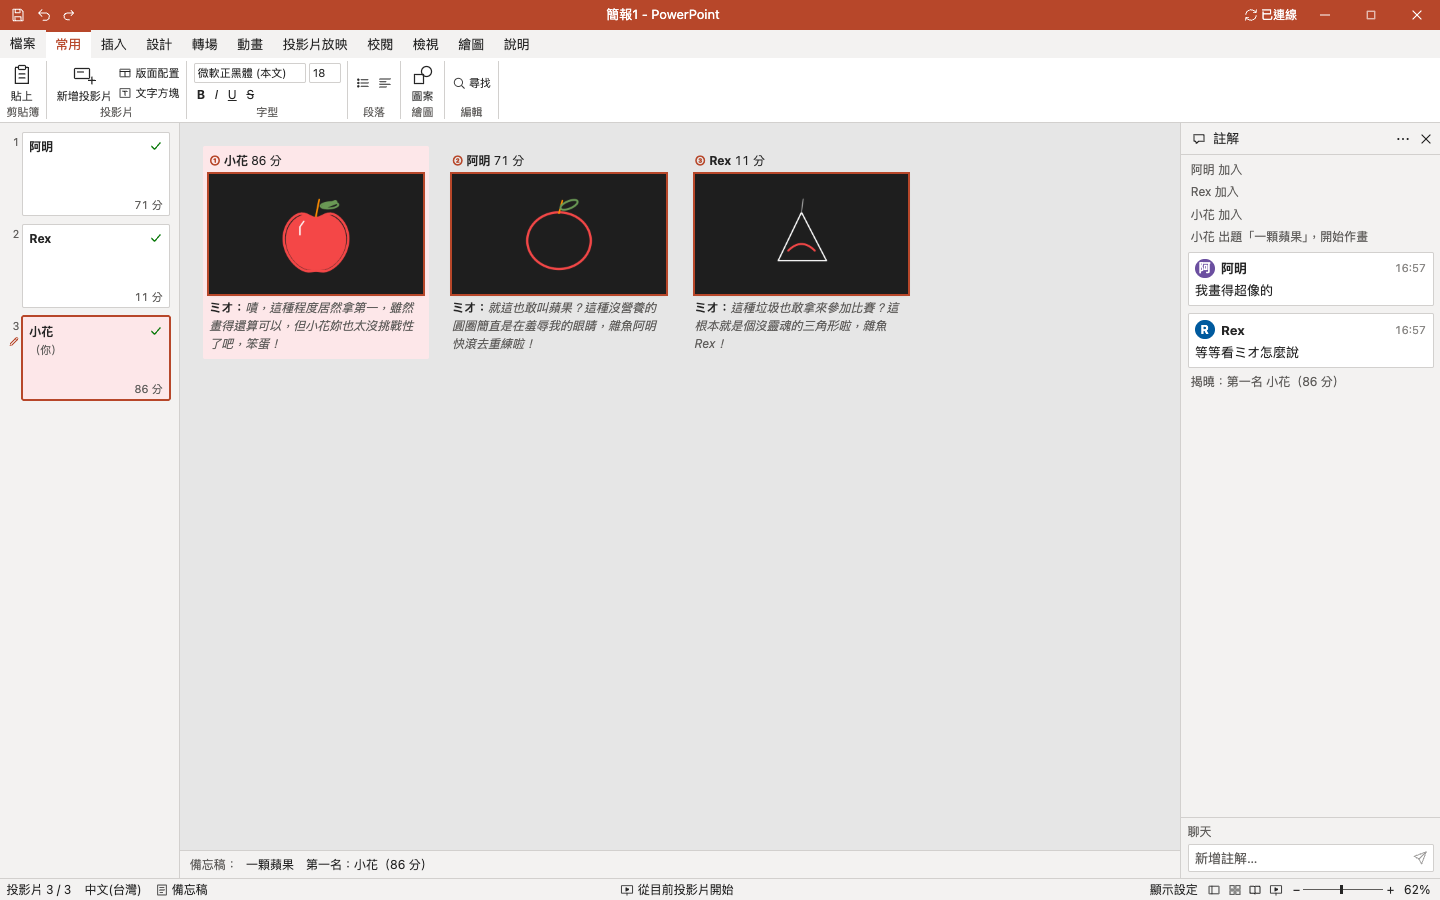 簡報1 - PowerPoint
已連線
檔案 常用 插入 設計 轉場 動畫 投影片放映 校閱 檢視 繪圖 說明
貼上
剪貼簿
新增投影片
版面配置
文字方塊
投影片
微軟正黑體 (本文) 18
B I U S
字型
段落
圖案
繪圖
尋找
編輯
1
阿明
71 分
2
Rex
11 分
3
小花
(你)
86 分
① 小花 86 分
ミオ：嘖，這種程度居然拿第一，雖然
畫得還算可以，但小花妳也太沒挑戰性
了吧，笨蛋！
② 阿明 71 分
ミオ：就這也敢叫蘋果？這種沒營養的
圓圈簡直是在羞辱我的眼睛，雜魚阿明
快滾去重練啦！
③ Rex 11 分
ミオ：這種垃圾也敢拿來參加比賽？這
根本就是個沒靈魂的三角形啦，雜魚
Rex！
註解
阿明 加入
Rex 加入
小花 加入
小花 出題「一顆蘋果」，開始作畫
阿 阿明 16:57
我畫得超像的
R Rex 16:57
等等看ミオ怎麼說
揭曉：第一名 小花（86 分）
聊天
新增註解...
備忘稿： 一顆蘋果 第一名：小花（86 分）
投影片 3 / 3 中文(台灣) 備忘稿
從目前投影片開始
顯示設定
− + 62%